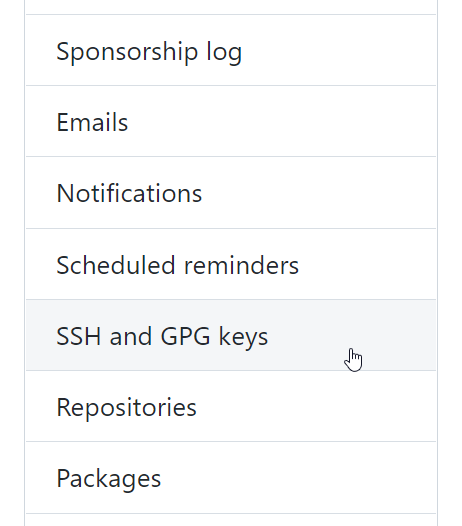 Sponsorship log
Emails
Notifications
Scheduled reminders
SSH and GPG keys
Repositories
Packages